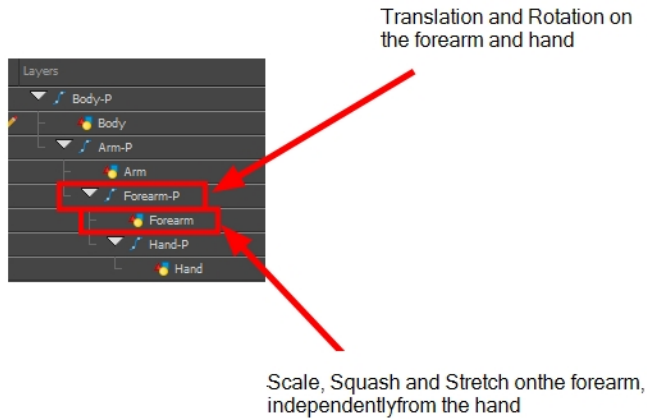 Translation and Rotation on
the forearm and hand
Layers
Body-P
Body
Arm-P
Arm
Forearm-P
Forearm
Hand-P
Hand
Scale, Squash and Stretch onthe forearm,
independentlyfrom the hand